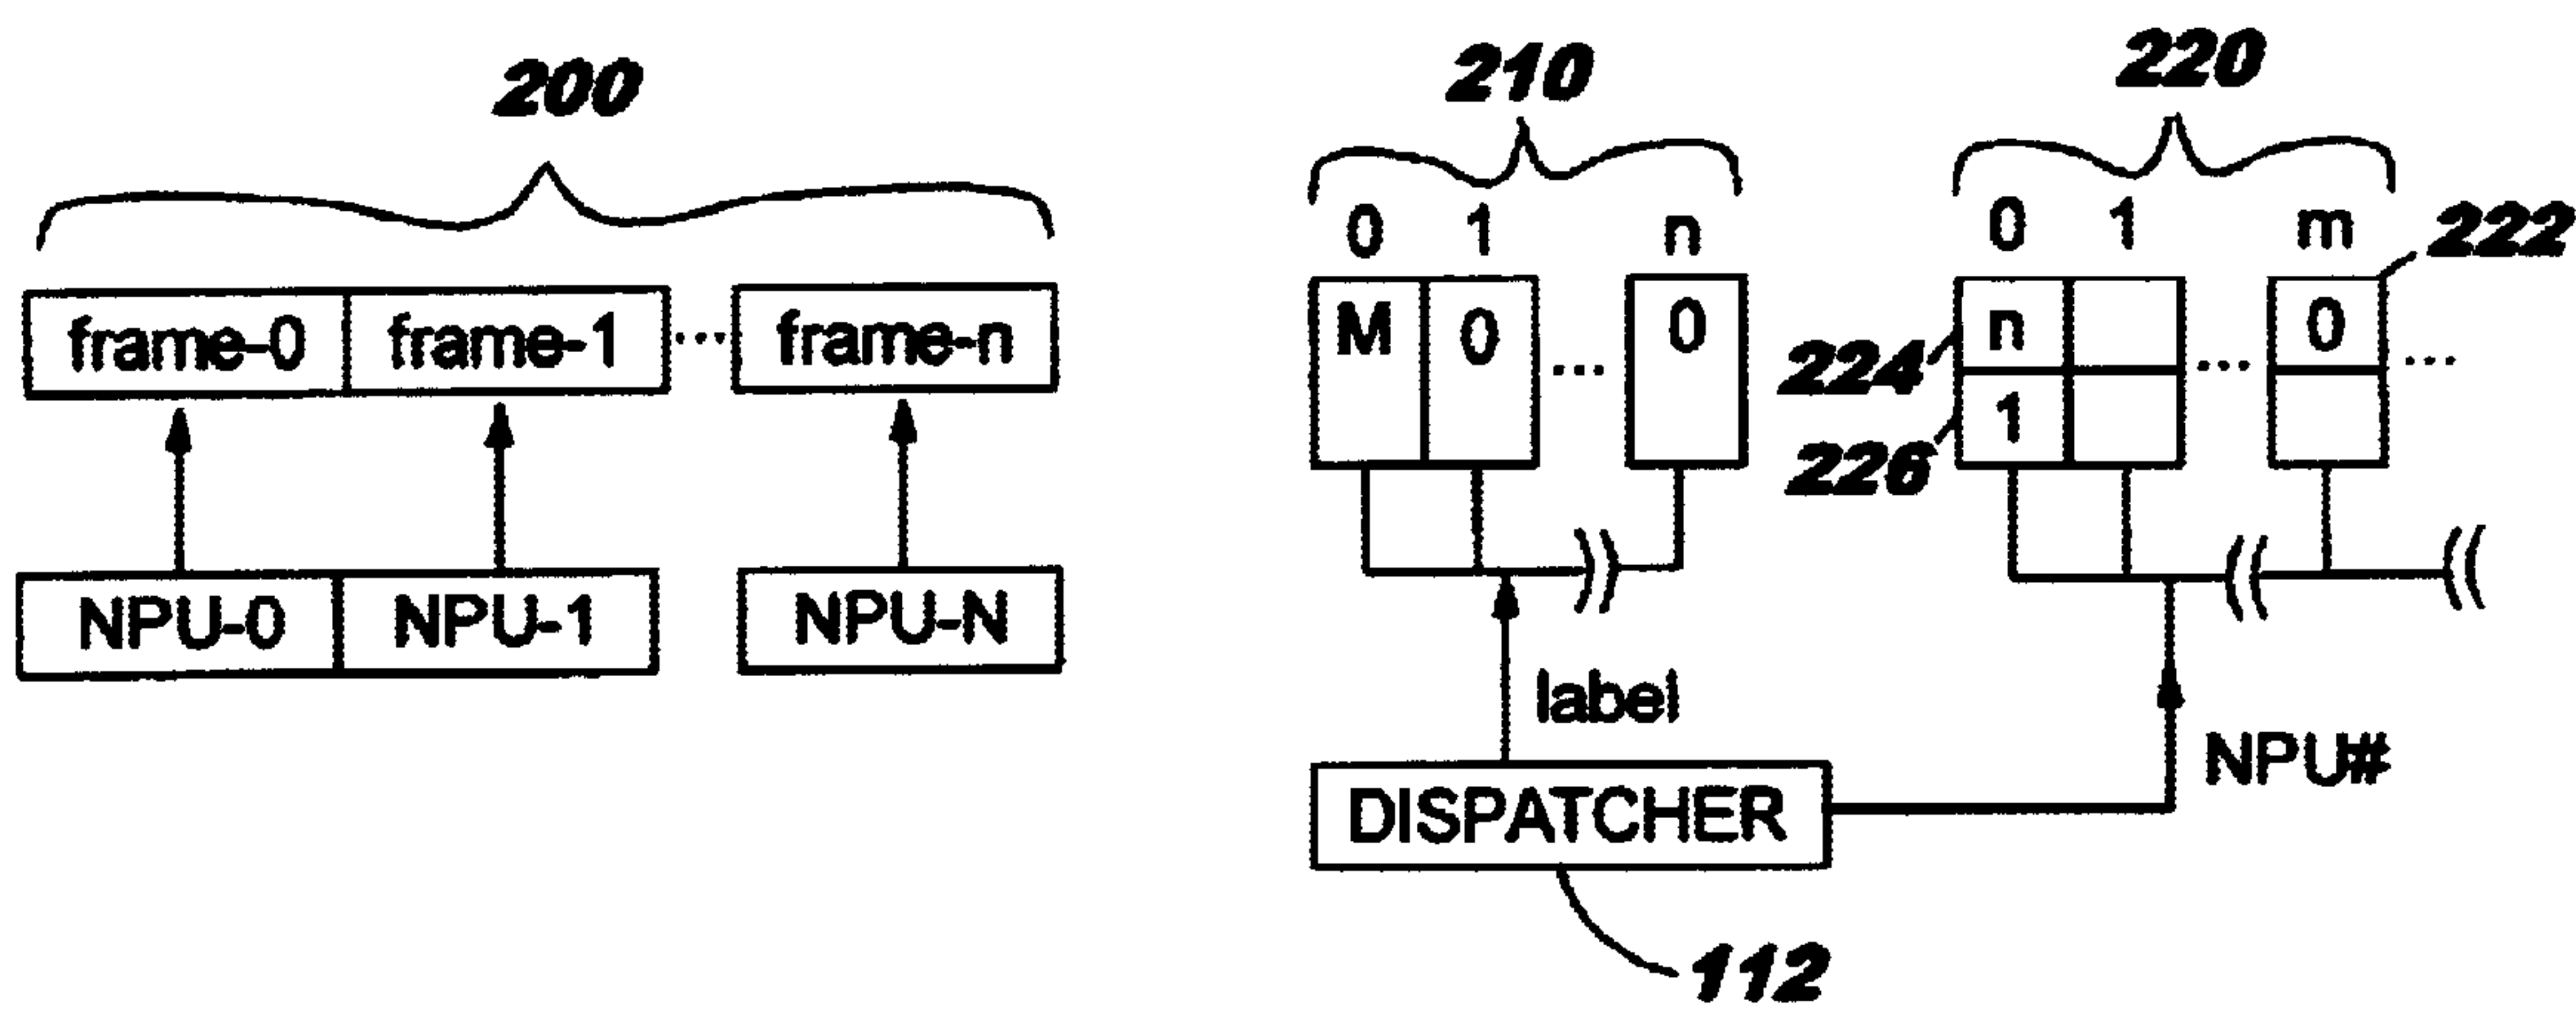 200 210 220
0 1 n 0 1 m 222
frame-0 frame-1 ... frame-n M 0 ... 0 224 n ... 0 ...
226 1
NPU-0 NPU-1 NPU-N
label
NPU#
DISPATCHER
112